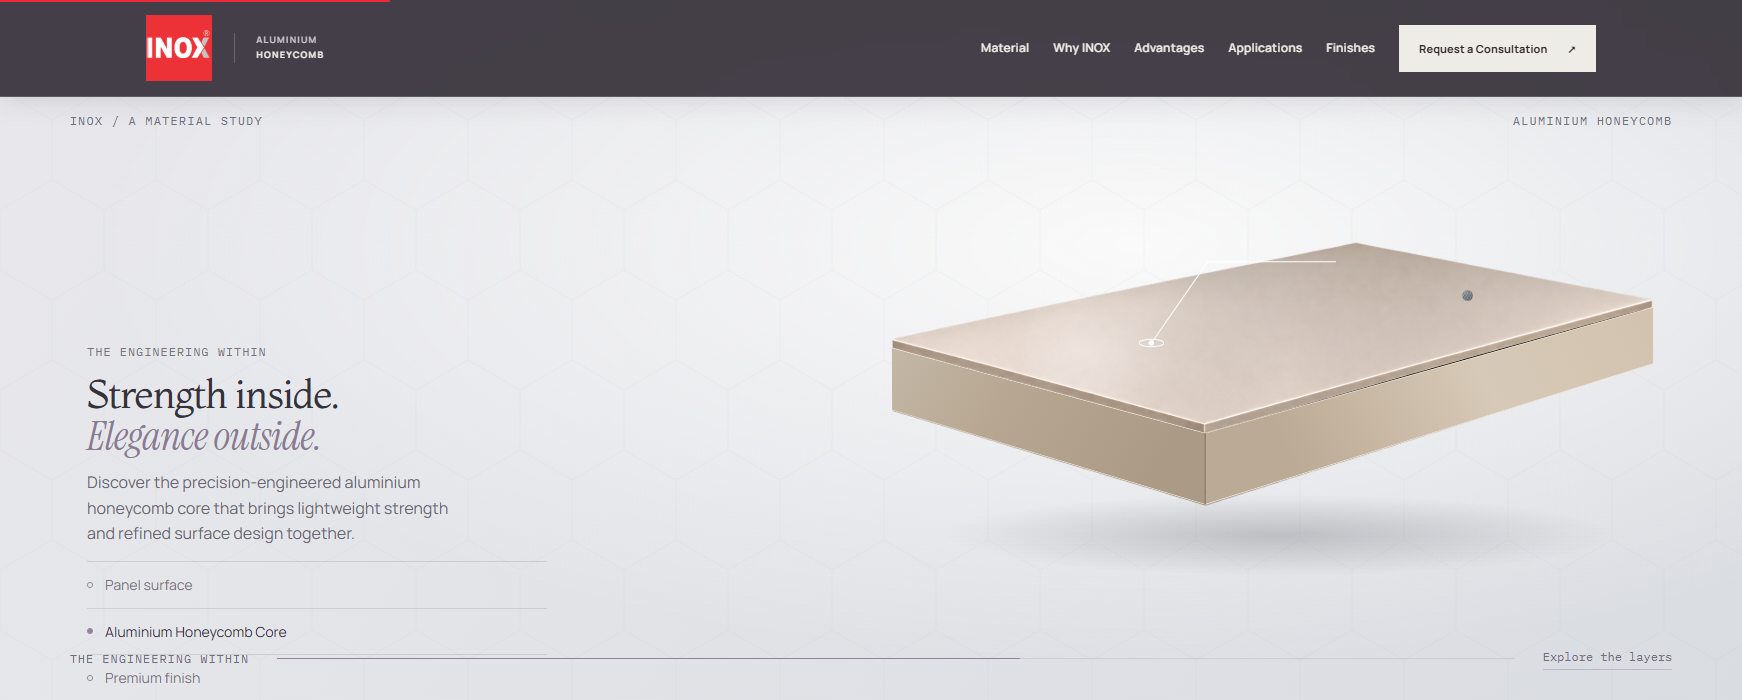 INOX®
ALUMINIUM
HONEYCOMB
Material
Why INOX
Advantages
Applications
Finishes
Request a Consultation ↗
INOX / A MATERIAL STUDY
ALUMINIUM HONEYCOMB
THE ENGINEERING WITHIN
Strength inside.
Elegance outside.
Discover the precision-engineered aluminium
honeycomb core that brings lightweight strength
and refined surface design together.
Panel surface
Aluminium Honeycomb Core
THE ENGINEERING WITHIN
Explore the layers
Premium finish